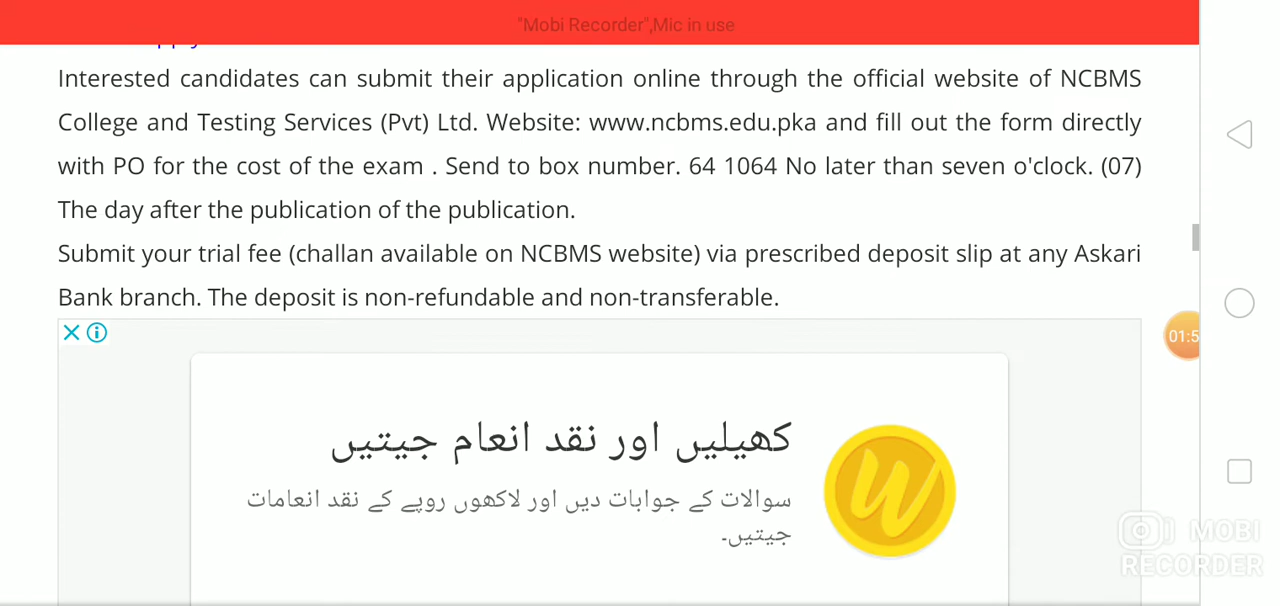 "Mobi Recorder",Mic in use
Interested candidates can submit their application online through the official website of NCBMS
College and Testing Services (Pvt) Ltd. Website: www.ncbms.edu.pka and fill out the form directly
with PO for the cost of the exam . Send to box number. 64 1064 No later than seven o'clock. (07)
The day after the publication of the publication.
Submit your trial fee (challan available on NCBMS website) via prescribed deposit slip at any Askari
Bank branch. The deposit is non-refundable and non-transferable.
01:5
کھیلیں اور نقد انعام جیتیں
سوالات کے جوابات دیں اور لاکھوں روپے کے نقد انعامات
جیتیں۔
W
MOBI
RECORDER